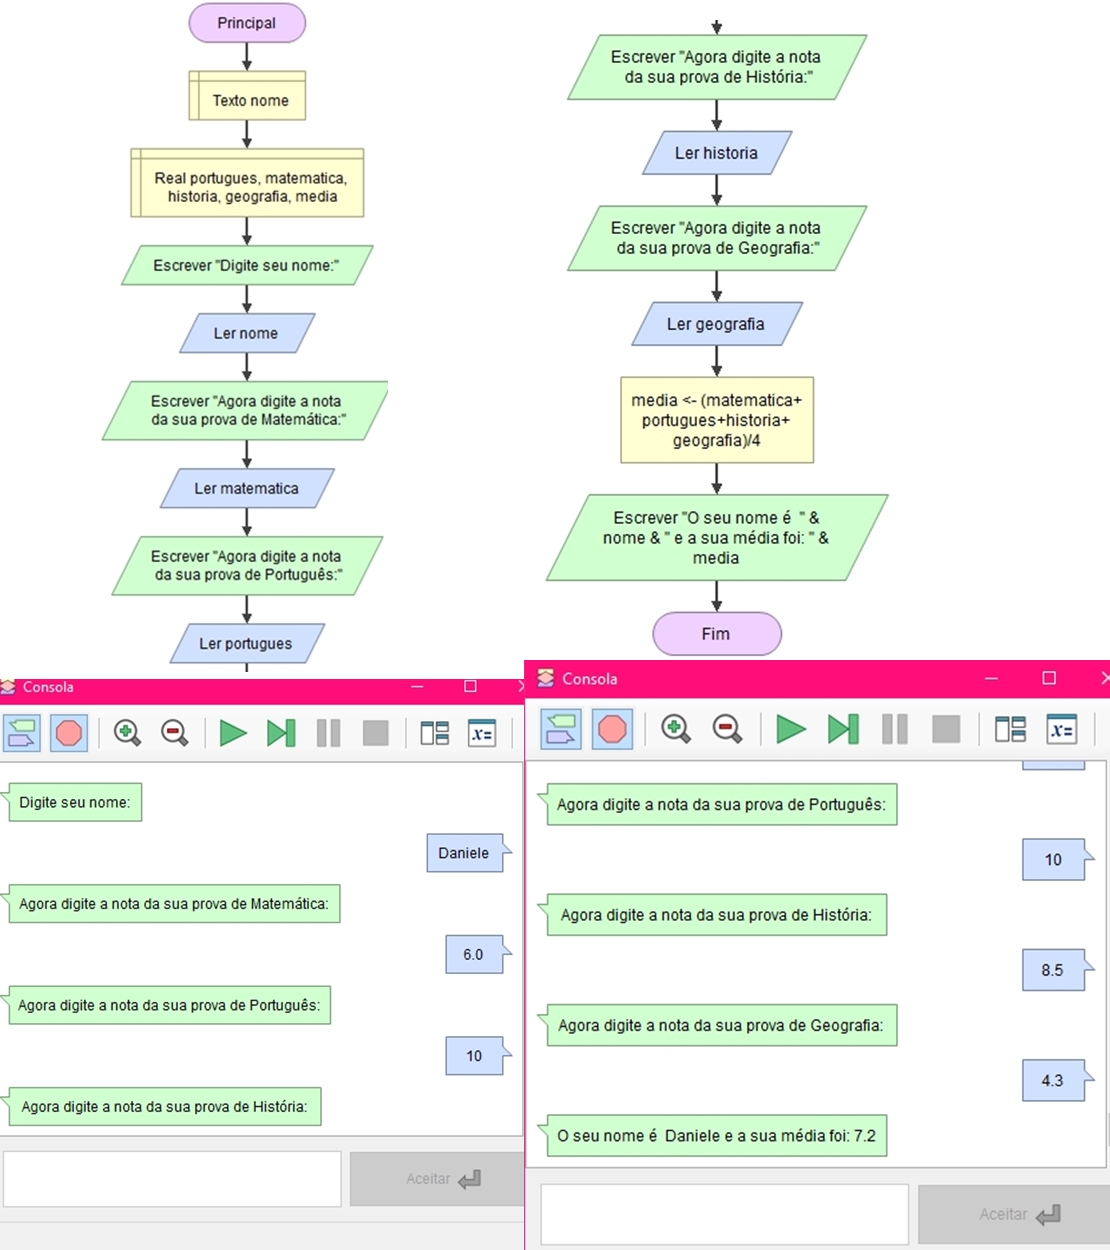 Principal
Texto nome
Real portugues, matematica,
historia, geografia, media
Escrever "Digite seu nome:"
Ler nome
Escrever "Agora digite a nota
da sua prova de Matemática:"
Ler matematica
Escrever "Agora digite a nota
da sua prova de Português:"
Ler portugues
Escrever "Agora digite a nota
da sua prova de História:"
Ler historia
Escrever "Agora digite a nota
da sua prova de Geografia:"
Ler geografia
media <- (matematica+
portugues+historia+
geografia)/4
Escrever "O seu nome é  " &
nome & " e a sua média foi: " &
media
Fim
Consola
x=
Digite seu nome:
Daniele
Agora digite a nota da sua prova de Matemática:
6.0
Agora digite a nota da sua prova de Português:
10
Agora digite a nota da sua prova de História:
Aceitar
Consola
x=
Agora digite a nota da sua prova de Português:
10
Agora digite a nota da sua prova de História:
8.5
Agora digite a nota da sua prova de Geografia:
4.3
O seu nome é  Daniele e a sua média foi: 7.2
Aceitar